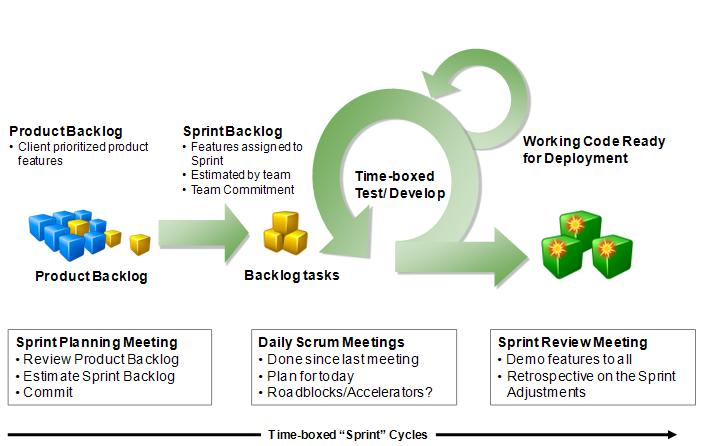 Product Backlog
• Client prioritized product
features
Sprint Backlog
• Features assigned to
Sprint
• Estimated by team
• Team Commitment
Time-boxed
Test/ Develop
Working Code Ready
for Deployment
Product Backlog
Backlog tasks
Sprint Planning Meeting
• Review Product Backlog
• Estimate Sprint Backlog
• Commit
Daily Scrum Meetings
• Done since last meeting
• Plan for today
• Roadblocks/Accelerators?
Sprint Review Meeting
• Demo features to all
• Retrospective on the Sprint
Adjustments
Time-boxed “Sprint” Cycles